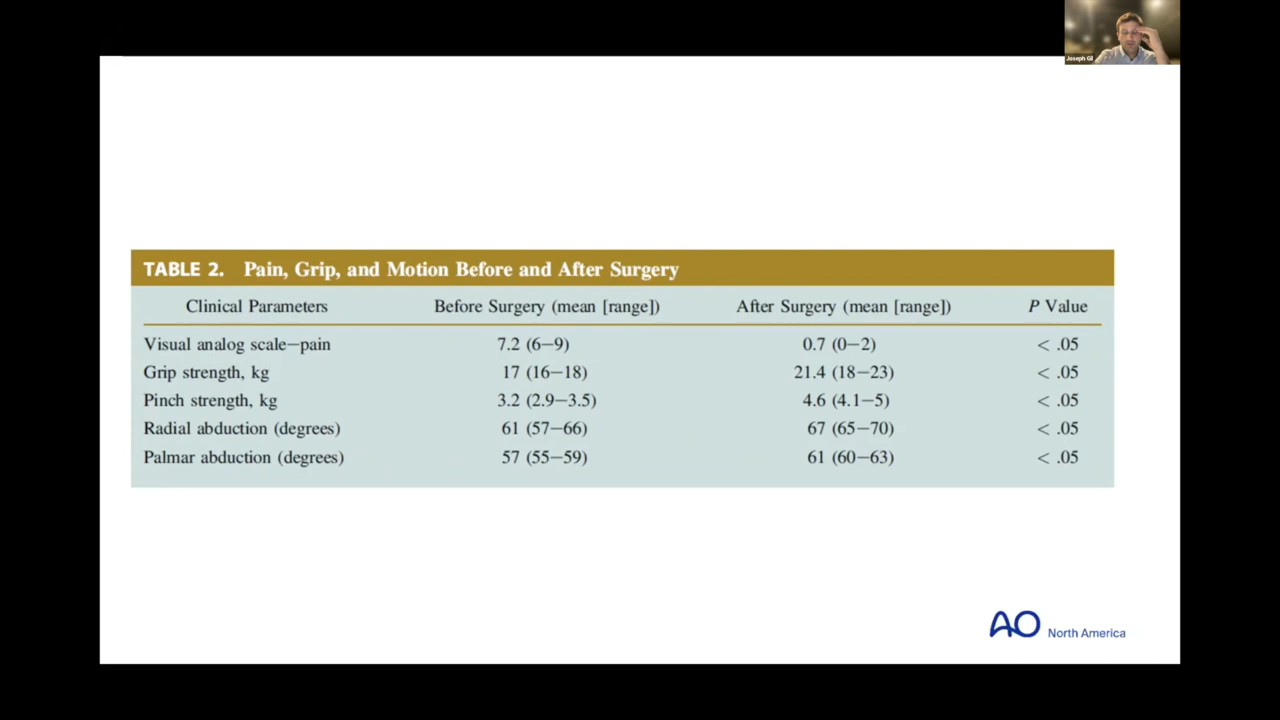 Joseph Gil
TABLE 2. Pain, Grip, and Motion Before and After Surgery
Clinical Parameters Before Surgery (mean [range]) After Surgery (mean [range]) P Value
Visual analog scale–pain 7.2 (6–9) 0.7 (0–2) < .05
Grip strength, kg 17 (16–18) 21.4 (18–23) < .05
Pinch strength, kg 3.2 (2.9–3.5) 4.6 (4.1–5) < .05
Radial abduction (degrees) 61 (57–66) 67 (65–70) < .05
Palmar abduction (degrees) 57 (55–59) 61 (60–63) < .05
AO North America